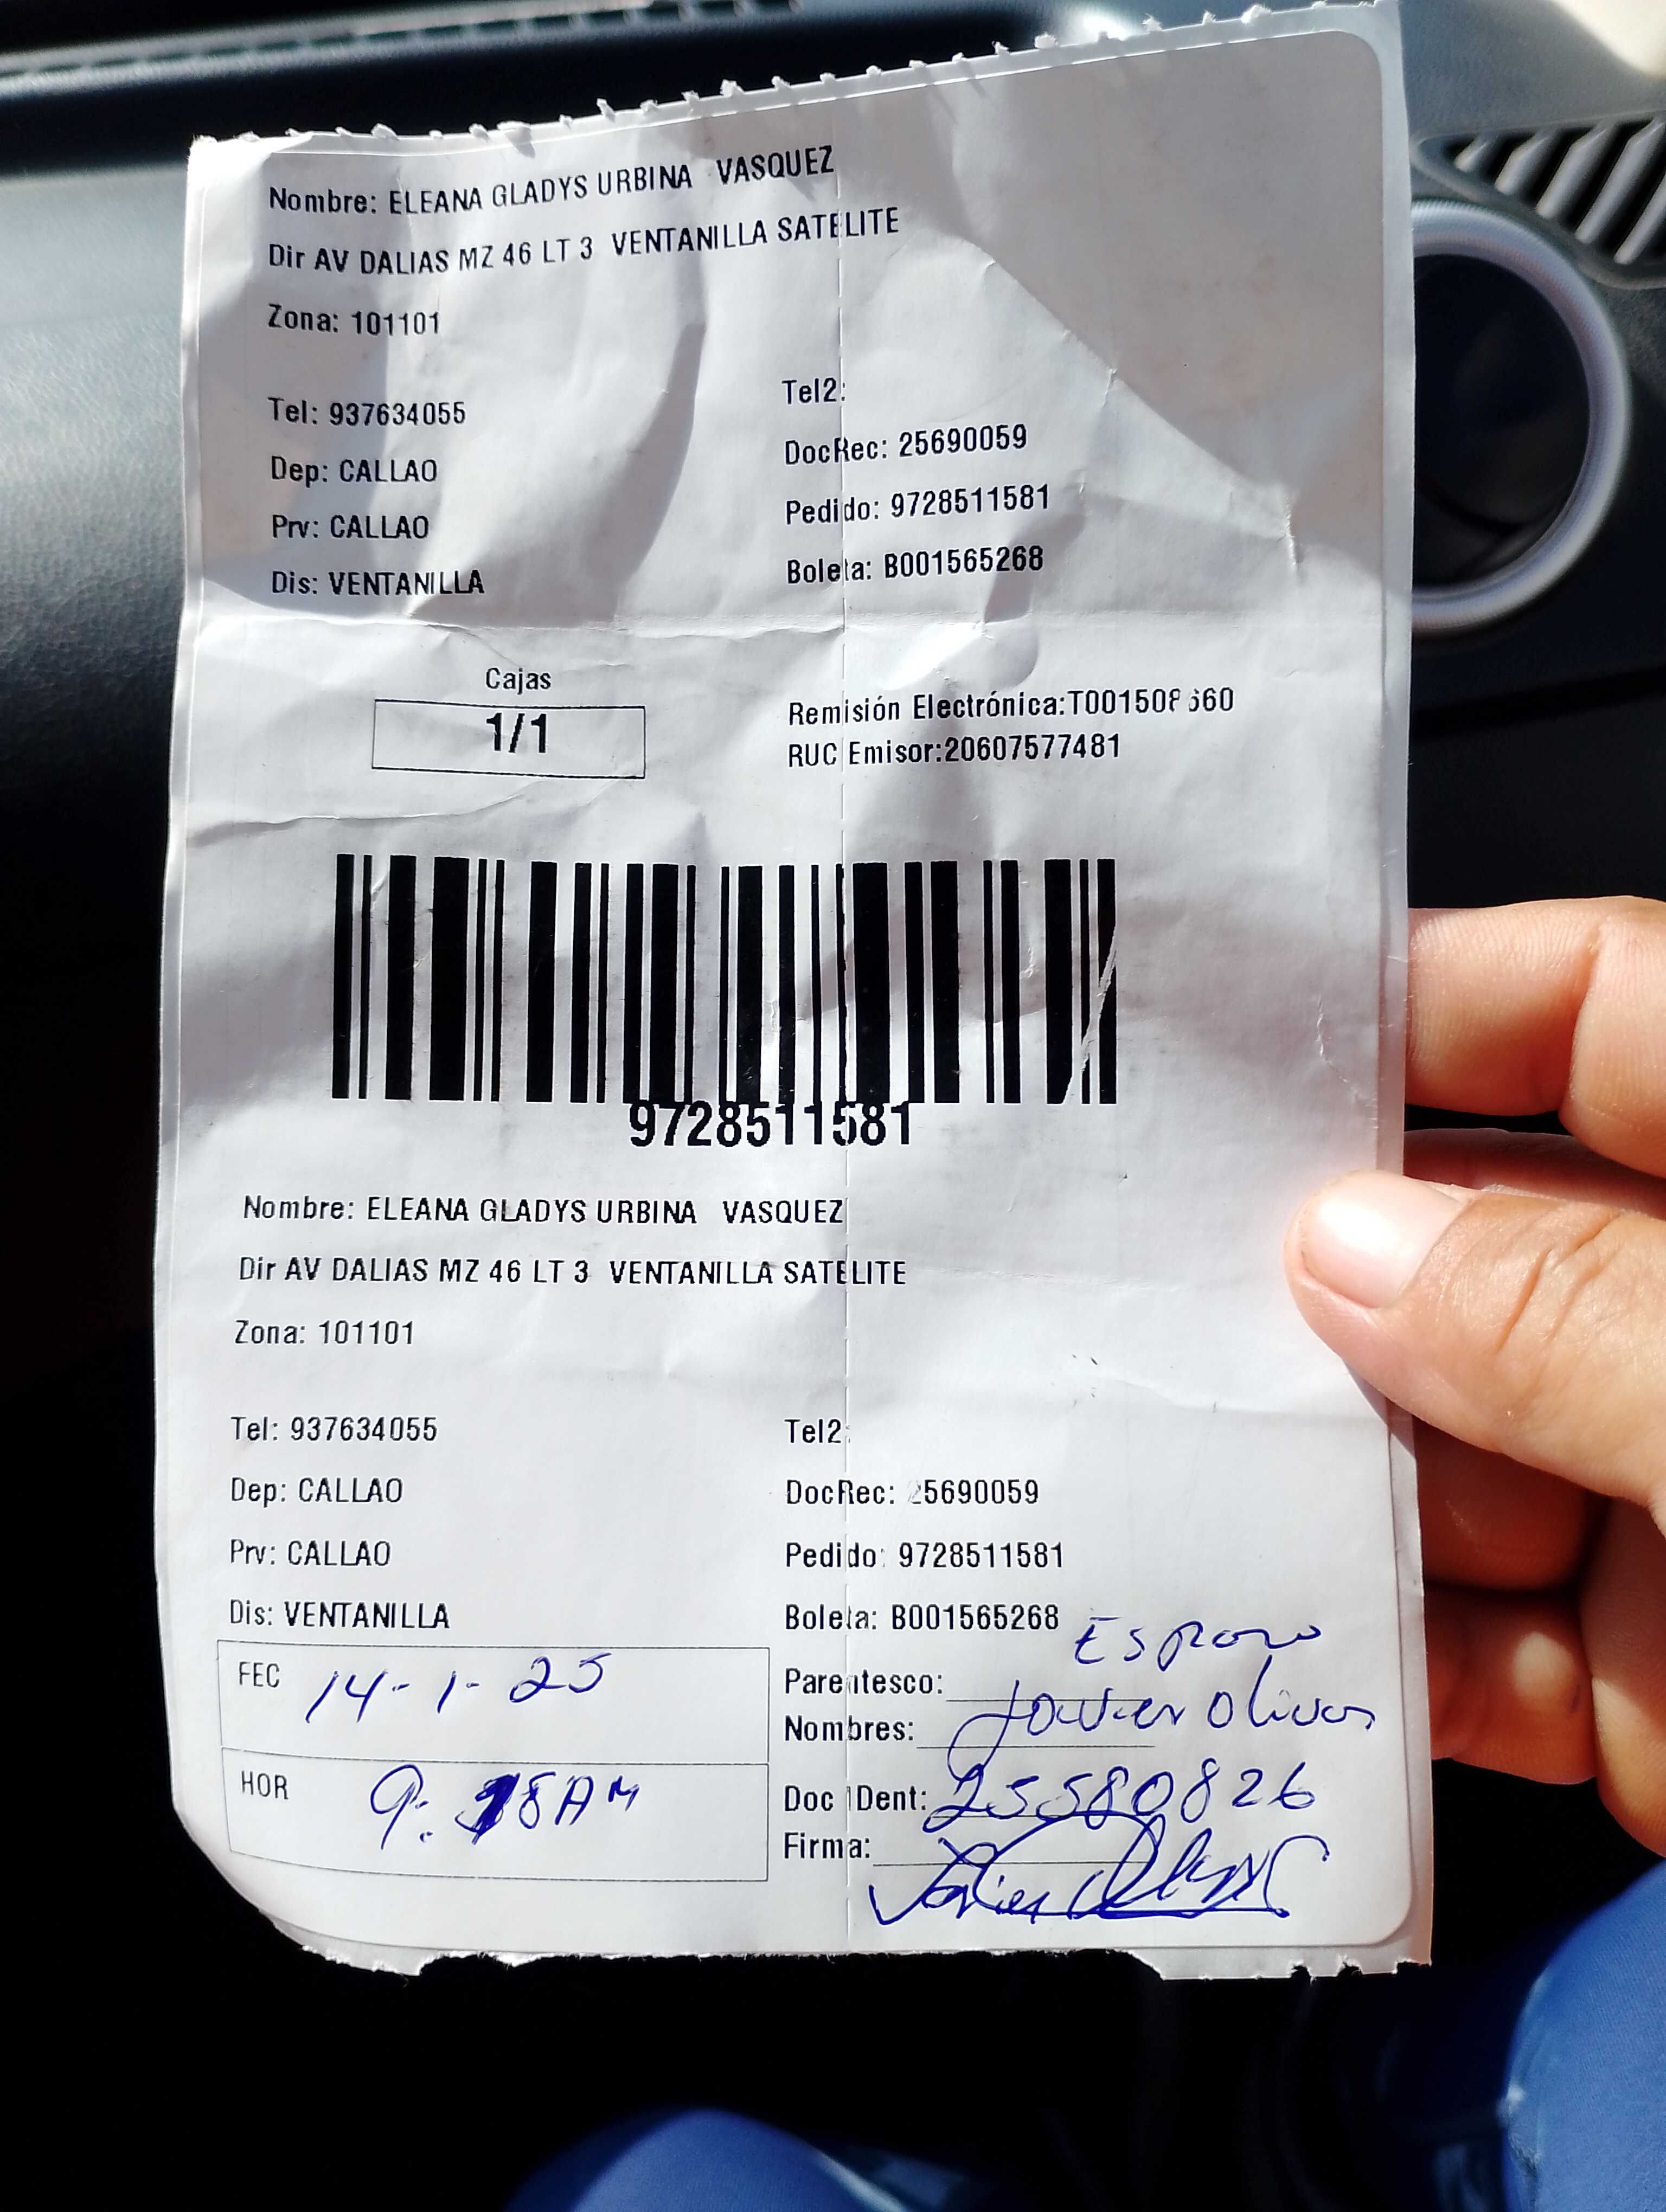 Nombre: ELEANA GLADYS URBINA VASQUEZ
Dir AV DALIAS MZ 46 LT 3 VENTANILLA SATELITE
Zona: 101101
Tel: 937634055
Tel2:
Dep: CALLAO
DocRec: 25690059
Prv: CALLAO
Pedido: 9728511581
Dis: VENTANILLA
Boleta: B001565268
Cajas
1/1
Remisión Electrónica:
RUC Emisor:20607577481
9728511581
Nombre: ELEANA GLADYS URBINA VASQUEZ
Dir AV DALIAS MZ 46 LT 3 VENTANILLA SATELITE
Zona: 101101
Tel: 937634055
Tel2:
Dep: CALLAO
DocRec: 25690059
Prv: CALLAO
Pedido: 9728511581
Dis: VENTANILLA
Boleta: B001565268
FEC 14-1-25
Parentesco: Esposo
Nombres: Javier Olivos
HOR
Doc IDent: 25580826
Firma: